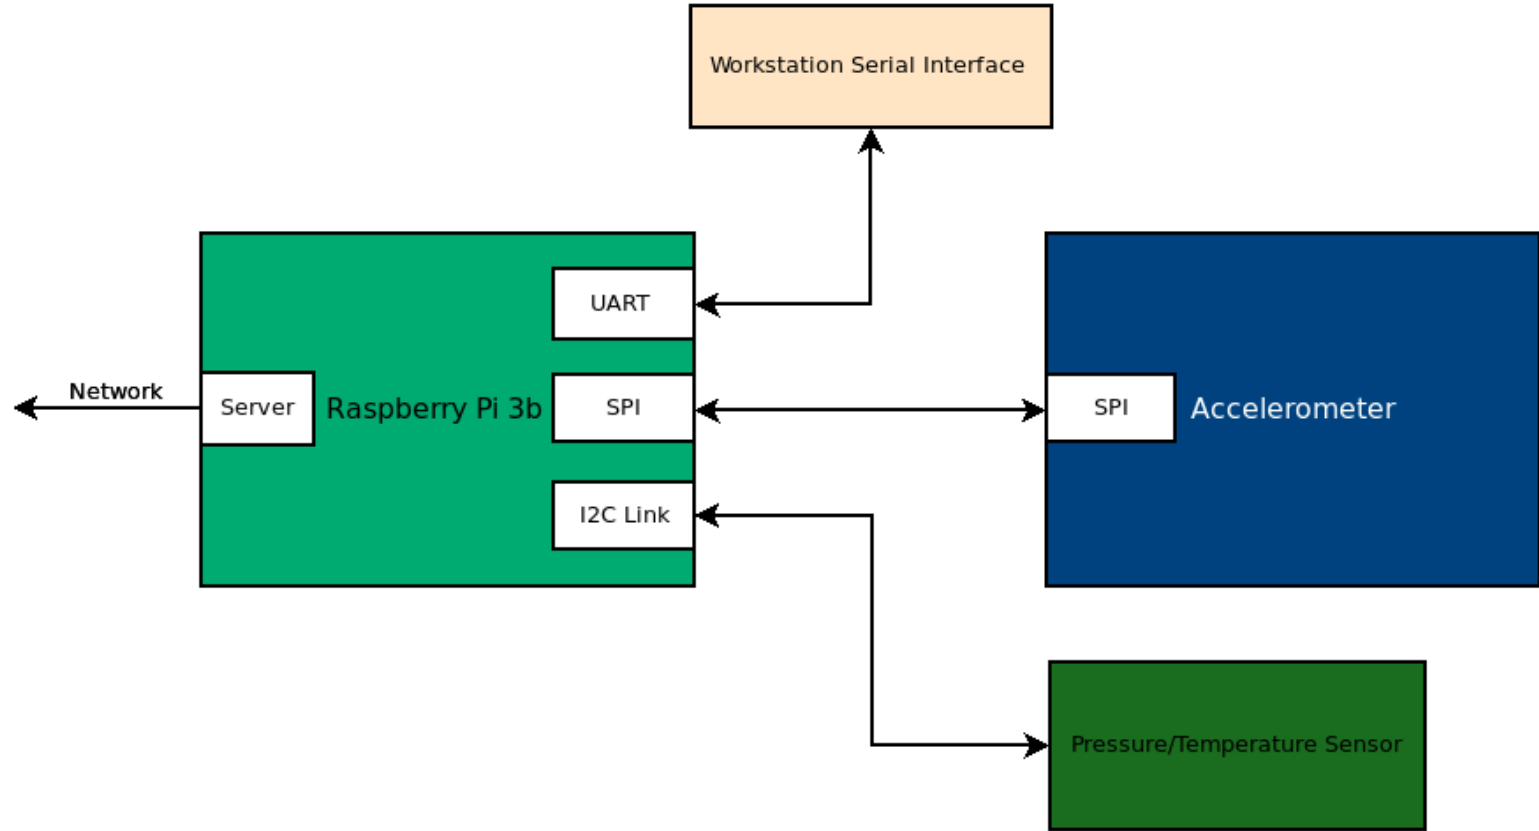 Workstation Serial Interface
UART
Network
Server
Raspberry Pi 3b
SPI
SPI
Accelerometer
I2C Link
Pressure/Temperature Sensor